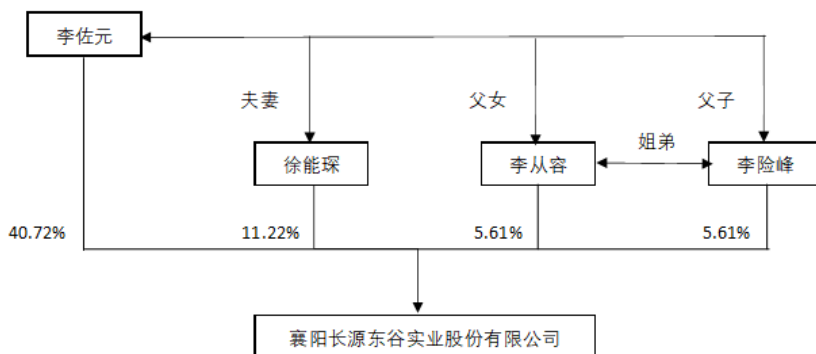 李佐元
夫妻
父女
父子
姐弟
徐能琛
李从容
李险峰
40.72%
11.22%
5.61%
5.61%
襄阳长源东谷实业股份有限公司